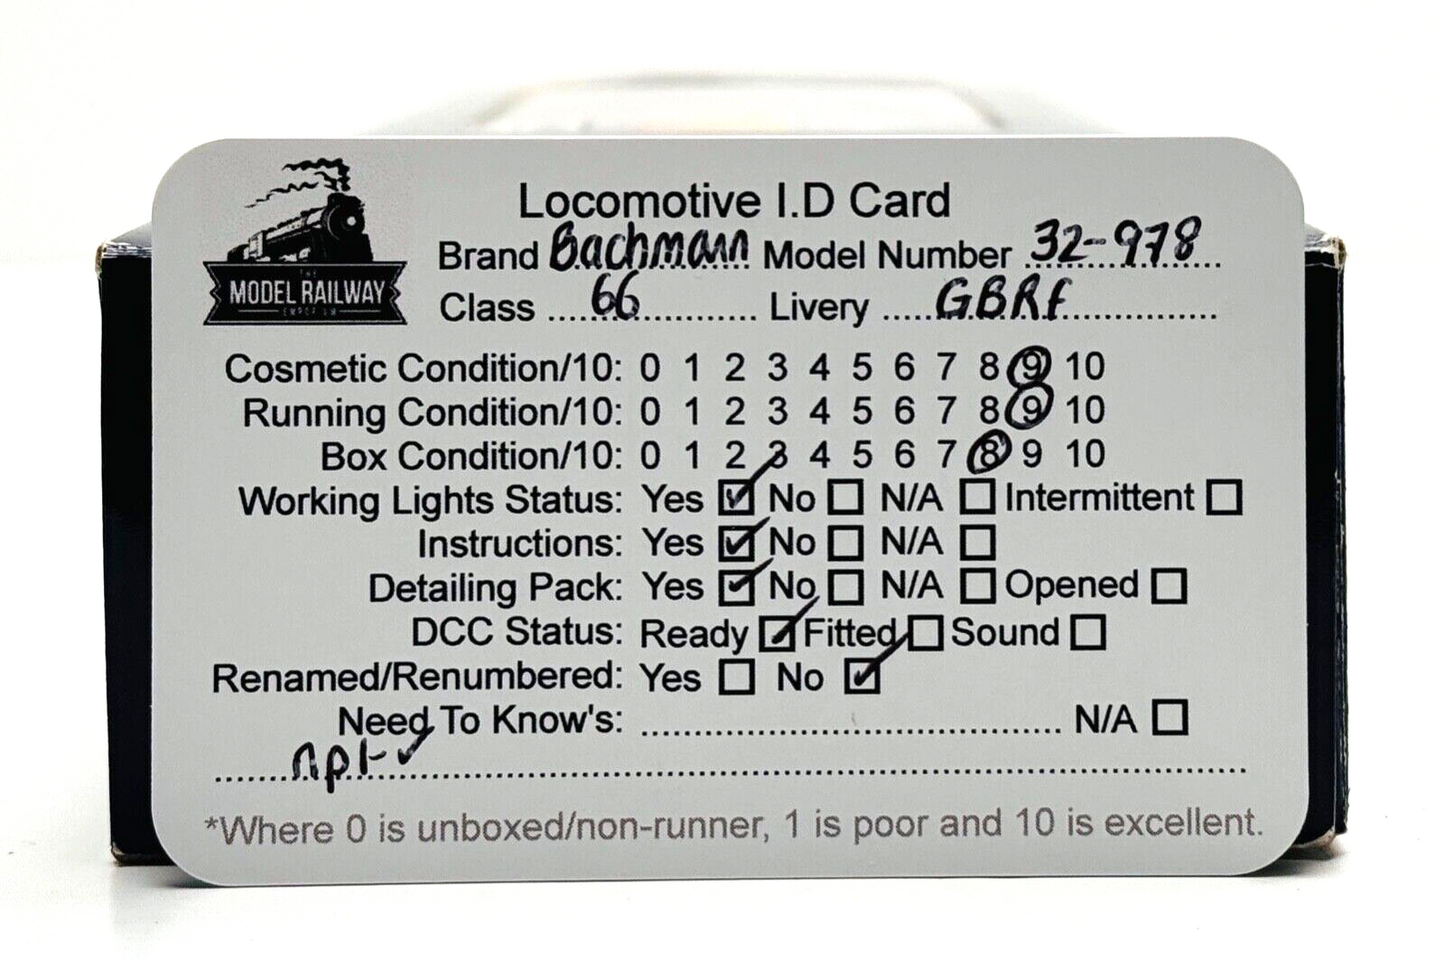 THE
MODEL RAILWAY
EMPORIUM
Locomotive I.D Card
Brand Bachmann Model Number 32-978
Class ....66.... Livery ....GBRf....
Cosmetic Condition/10: 0 1 2 3 4 5 6 7 8 9 10
Running Condition/10: 0 1 2 3 4 5 6 7 8 9 10
Box Condition/10: 0 1 2 3 4 5 6 7 8 9 10
Working Lights Status: Yes ☑ No ☐ N/A ☐ Intermittent ☐
Instructions: Yes ☑ No ☐ N/A ☐
Detailing Pack: Yes ☑ No ☐ N/A ☐ Opened ☐
DCC Status: Ready ☑ Fitted ☐ Sound ☐
Renamed/Renumbered: Yes ☐ No ☑
Need To Know's: .................... N/A ☐
*Where 0 is unboxed/non-runner, 1 is poor and 10 is excellent.